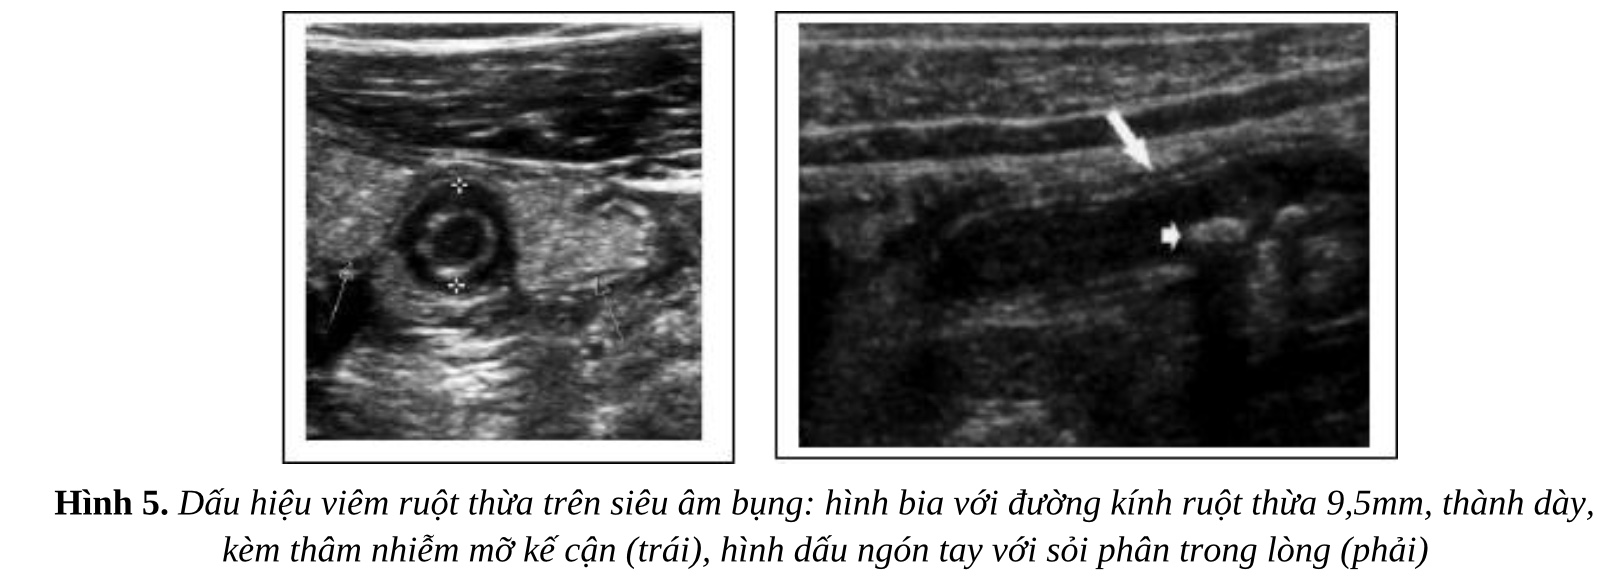 Hình 5. Dấu hiệu viêm ruột thừa trên siêu âm bụng: hình bia với đường kính ruột thừa 9,5mm, thành dày,
kèm thâm nhiễm mỡ kế cận (trái), hình dấu ngón tay với sỏi phân trong lòng (phải)